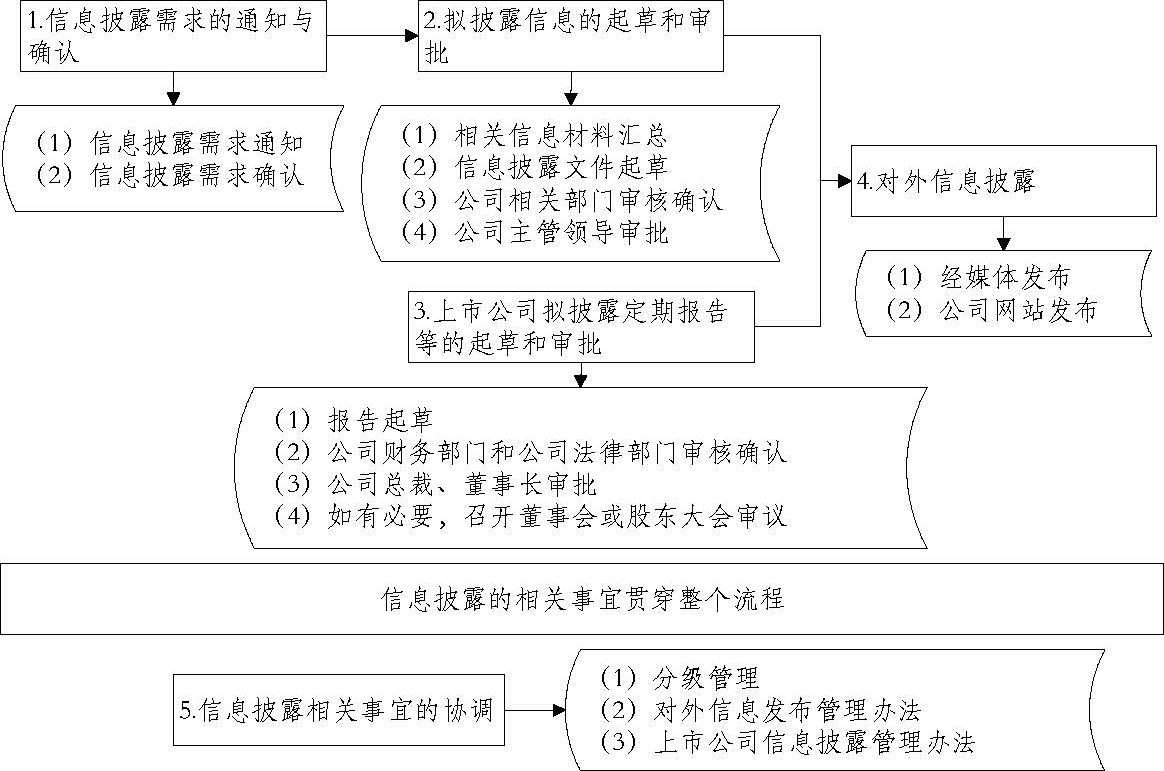 1.信息披露需求的通知与
确认
2.拟披露信息的起草和审
批
（1）信息披露需求通知
（2）信息披露需求确认
（1）相关信息材料汇总
（2）信息披露文件起草
（3）公司相关部门审核确认
（4）公司主管领导审批
4.对外信息披露
（1）经媒体发布
（2）公司网站发布
3.上市公司拟披露定期报告
等的起草和审批
（1）报告起草
（2）公司财务部门和公司法律部门审核确认
（3）公司总裁、董事长审批
（4）如有必要，召开董事会或股东大会审议
信息披露的相关事宜贯穿整个流程
5.信息披露相关事宜的协调
（1）分级管理
（2）对外信息发布管理办法
（3）上市公司信息披露管理办法